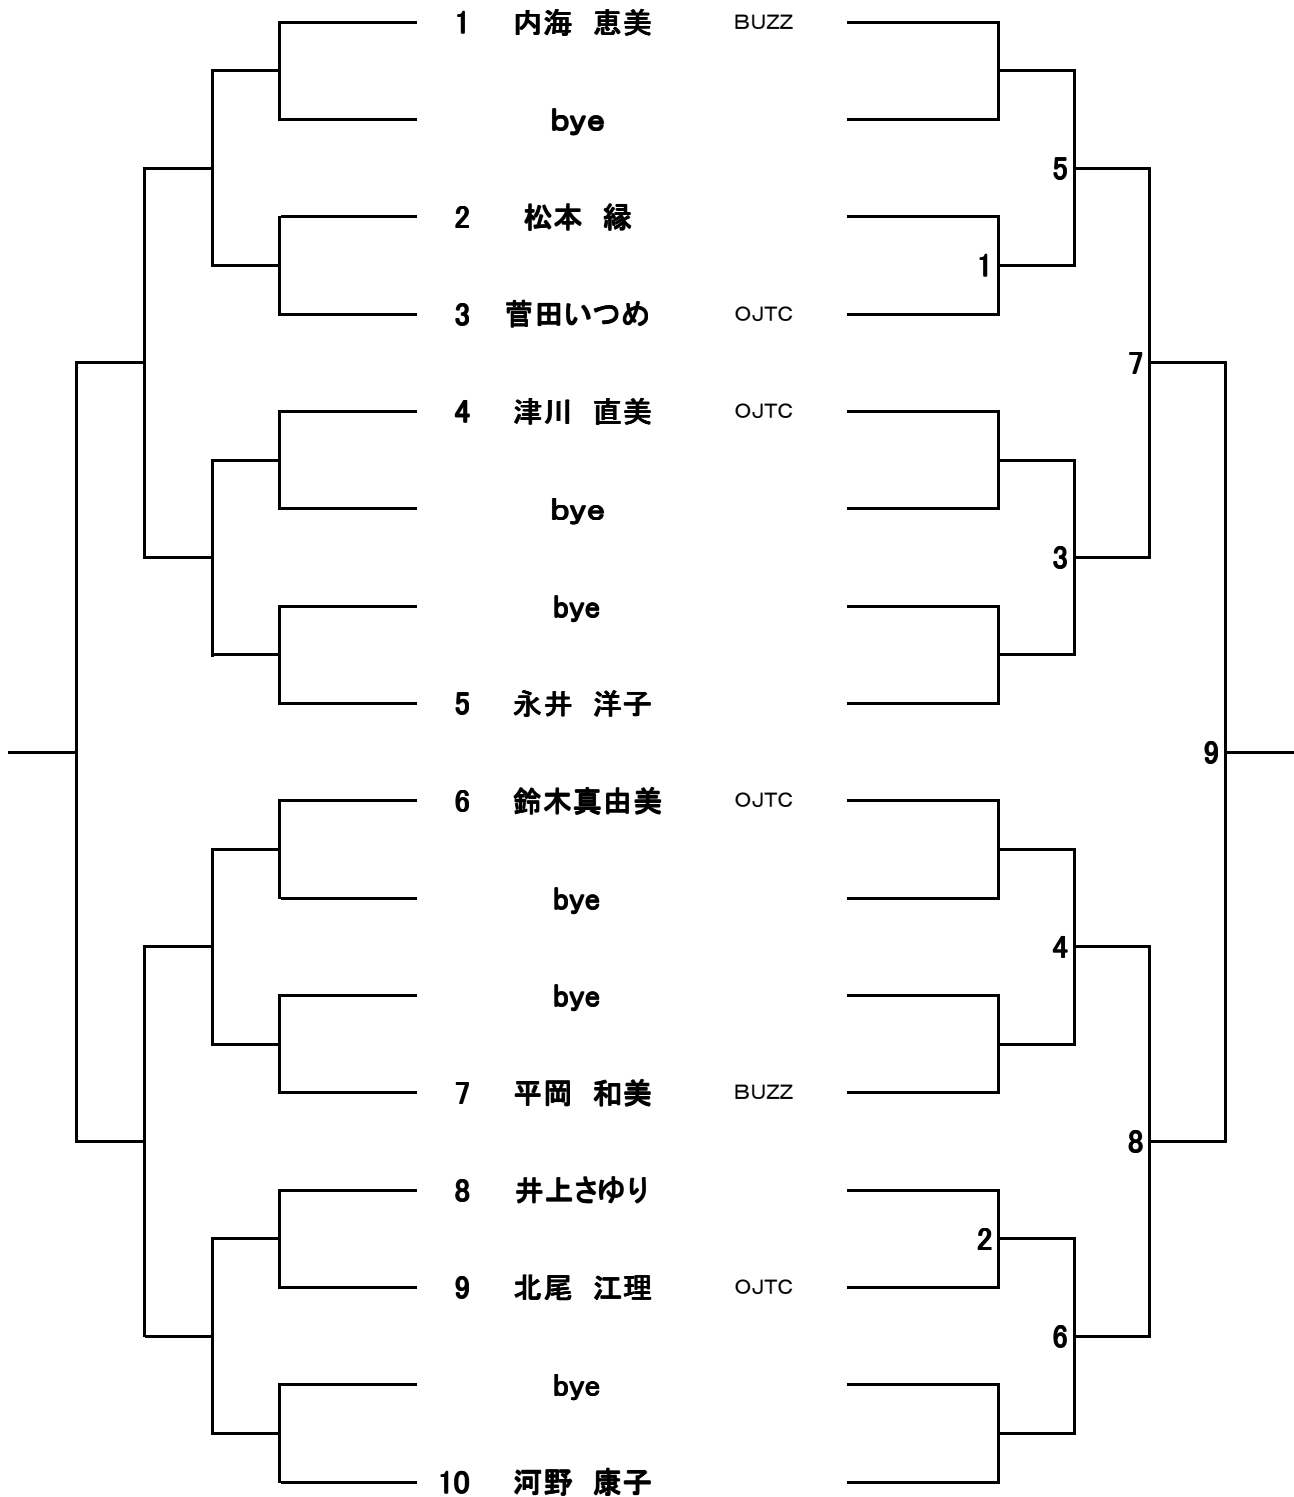 1 内海 恵美 BUZZ
bye
5
2 松本 縁
1
3 菅田いつめ OJTC
7
4 津川 直美 OJTC
bye
3
bye
5 永井 洋子
9
6 鈴木真由美 OJTC
bye
4
bye
7 平岡 和美 BUZZ
8
8 井上さゆり
2
9 北尾 江理 OJTC
6
bye
10 河野 康子